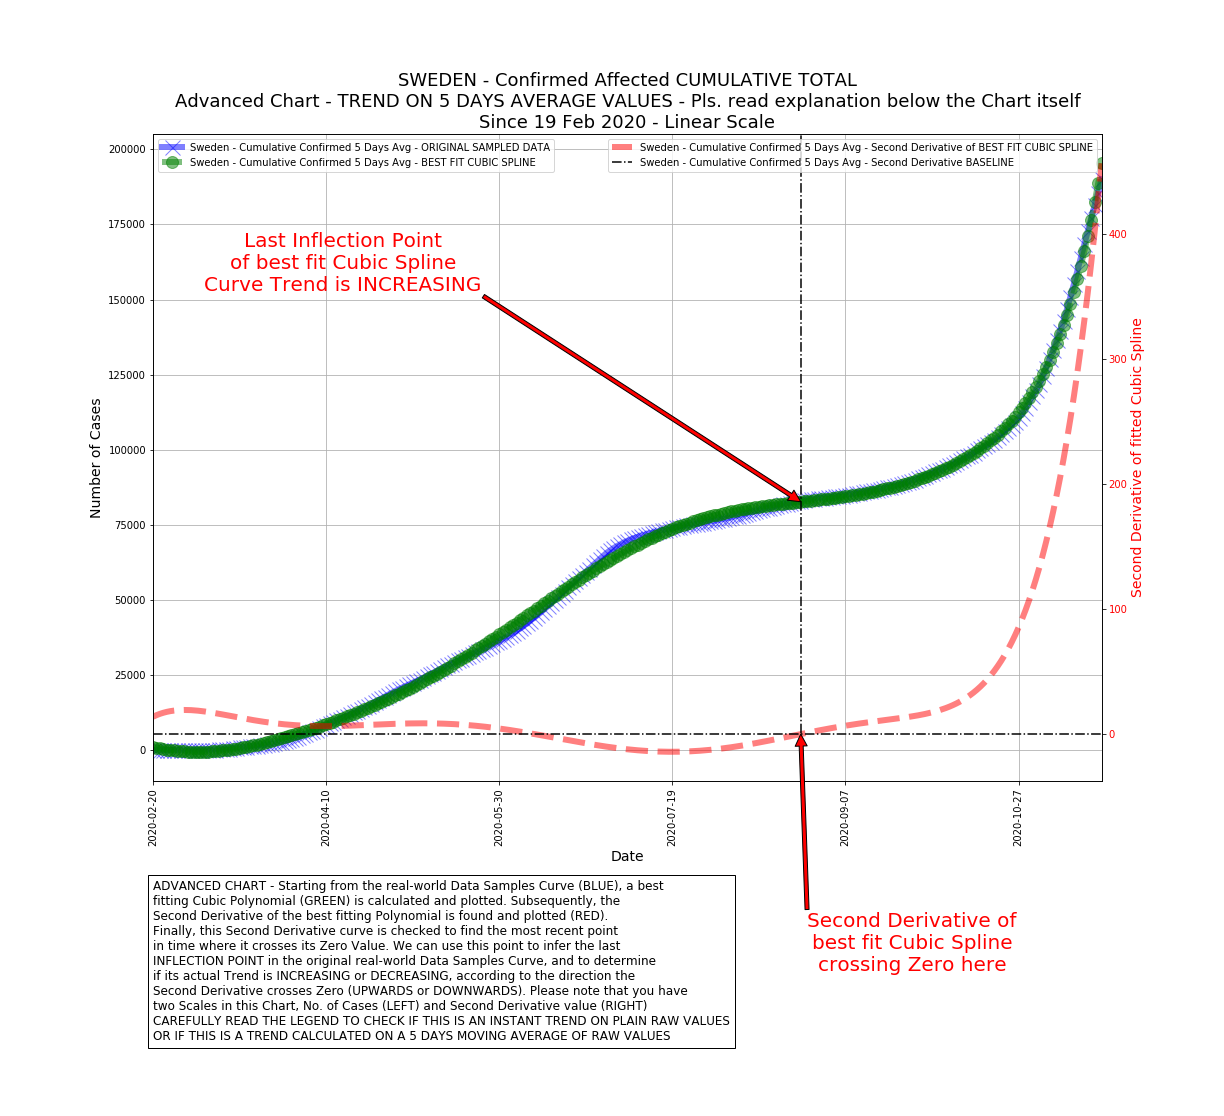 SWEDEN - Confirmed Affected CUMULATIVE TOTAL
Advanced Chart - TREND ON 5 DAYS AVERAGE VALUES - Pls. read explanation below the Chart itself
Since 19 Feb 2020 - Linear Scale
Sweden - Cumulative Confirmed 5 Days Avg - ORIGINAL SAMPLED DATA
Sweden - Cumulative Confirmed 5 Days Avg - BEST FIT CUBIC SPLINE
Sweden - Cumulative Confirmed 5 Days Avg - Second Derivative of BEST FIT CUBIC SPLINE
Sweden - Cumulative Confirmed 5 Days Avg - Second Derivative BASELINE
Last Inflection Point
of best fit Cubic Spline
Curve Trend is INCREASING
Number of Cases
200000
175000
150000
125000
100000
75000
50000
25000
0
400
300
200
100
0
Second Derivative of fitted Cubic Spline
2020-02-20
2020-04-10
2020-05-30
2020-07-19
2020-09-07
2020-10-27
Date
Second Derivative of
best fit Cubic Spline
crossing Zero here
ADVANCED CHART - Starting from the real-world Data Samples Curve (BLUE), a best
fitting Cubic Polynomial (GREEN) is calculated and plotted. Subsequently, the
Second Derivative of the best fitting Polynomial is found and plotted (RED).
Finally, this Second Derivative curve is checked to find the most recent point
in time where it crosses its Zero Value. We can use this point to infer the last
INFLECTION POINT in the original real-world Data Samples Curve, and to determine
if its actual Trend is INCREASING or DECREASING, according to the direction the
Second Derivative crosses Zero (UPWARDS or DOWNWARDS). Please note that you have
two Scales in this Chart, No. of Cases (LEFT) and Second Derivative value (RIGHT)
CAREFULLY READ THE LEGEND TO CHECK IF THIS IS AN INSTANT TREND ON PLAIN RAW VALUES
OR IF THIS IS A TREND CALCULATED ON A 5 DAYS MOVING AVERAGE OF RAW VALUES